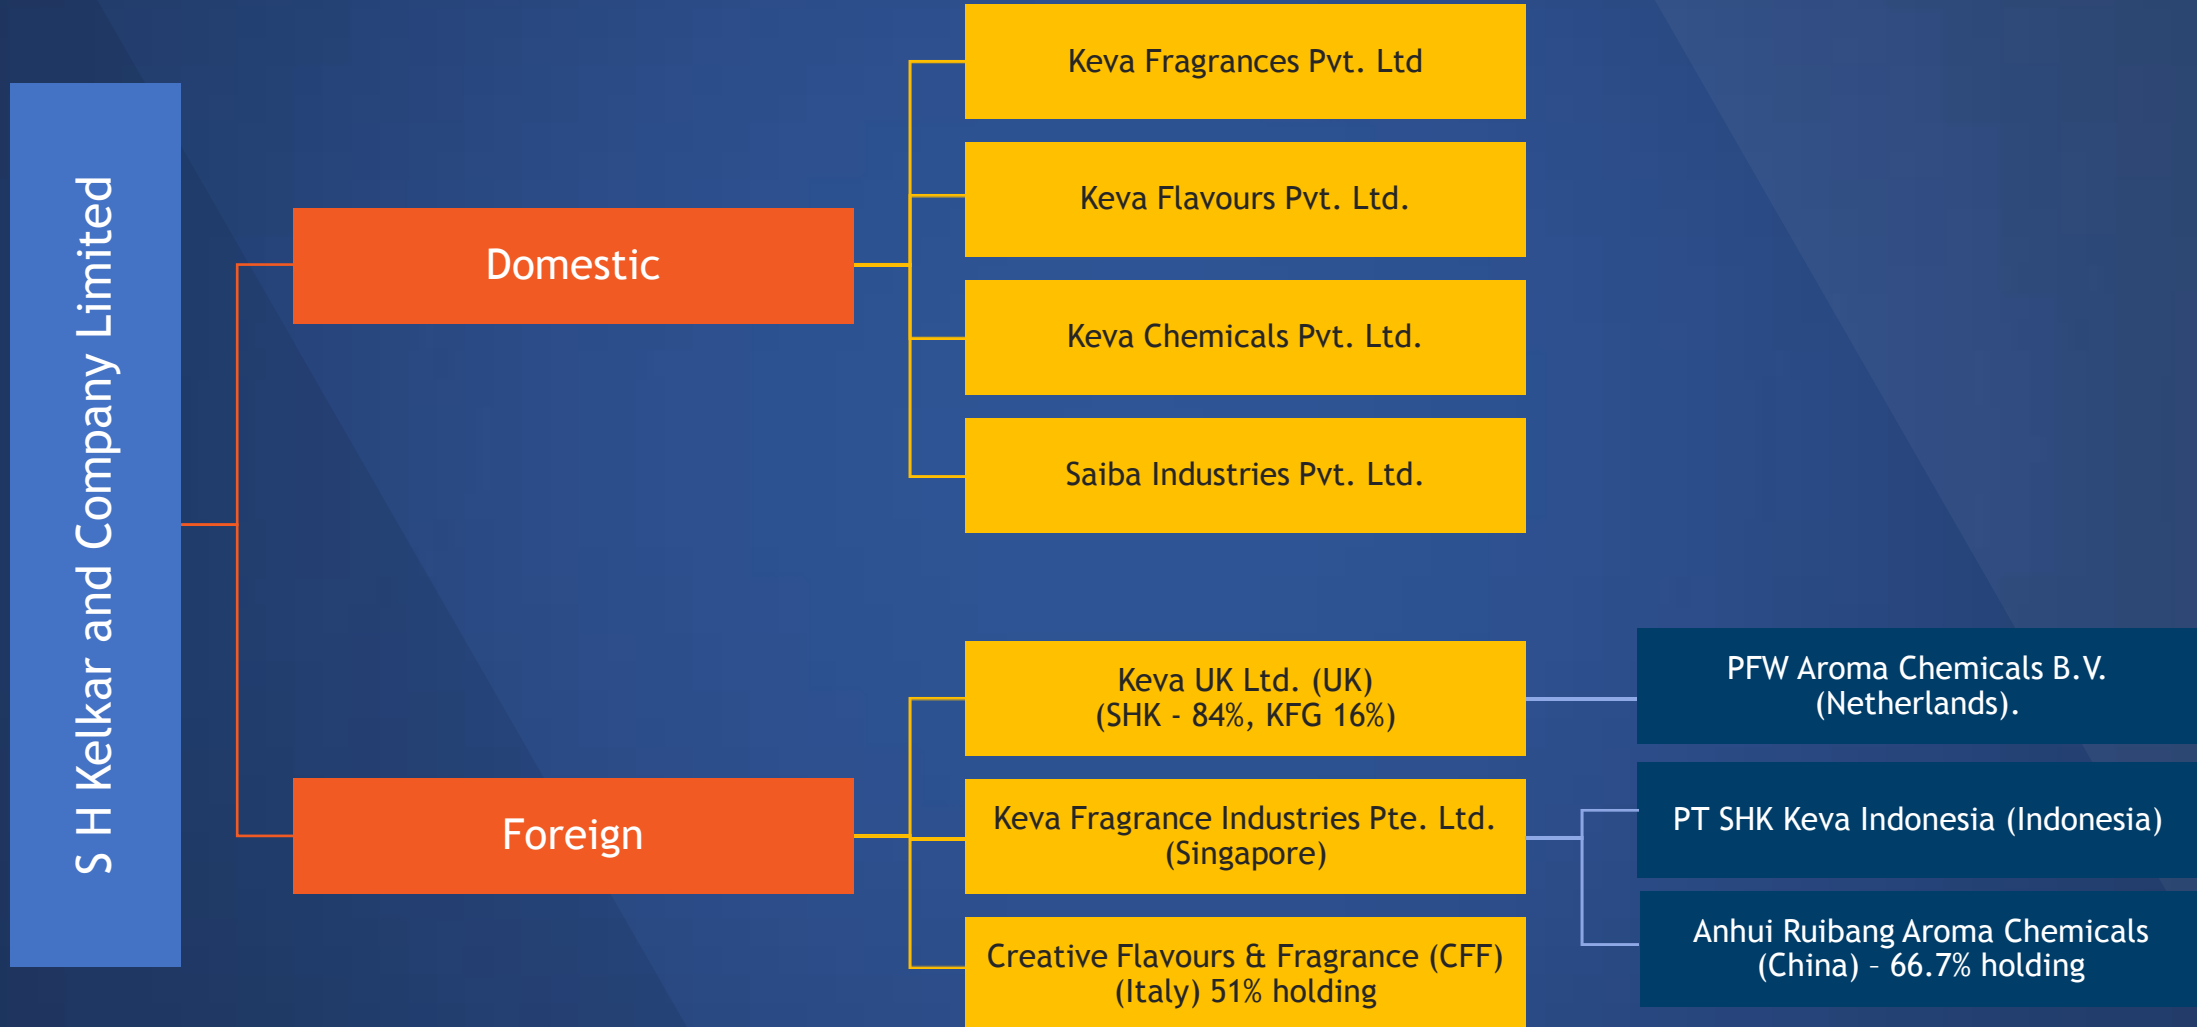 S H Kelkar and Company Limited
Domestic
Keva Fragrances Pvt. Ltd
Keva Flavours Pvt. Ltd.
Keva Chemicals Pvt. Ltd.
Saiba Industries Pvt. Ltd.
Foreign
Keva UK Ltd. (UK)
(SHK - 84%, KFG 16%)
PFW Aroma Chemicals B.V.
(Netherlands).
Keva Fragrance Industries Pte. Ltd.
(Singapore)
PT SHK Keva Indonesia (Indonesia)
Anhui Ruibang Aroma Chemicals
(China) – 66.7% holding
Creative Flavours & Fragrance (CFF)
(Italy) 51% holding